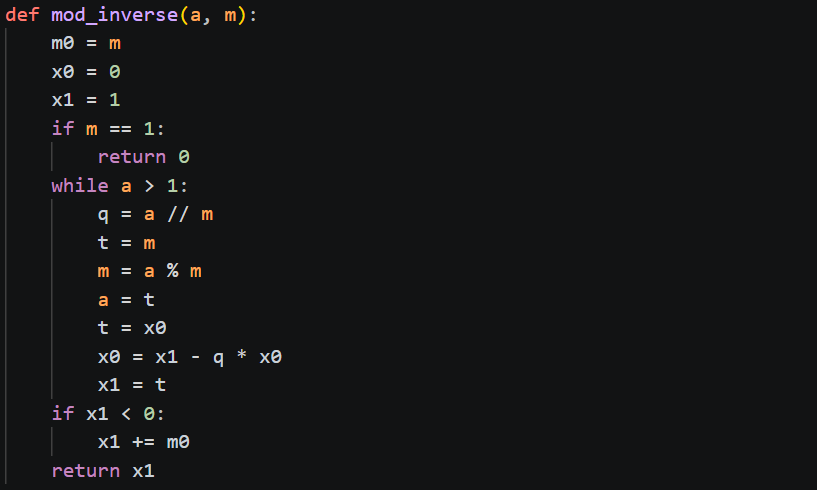 def mod_inverse(a, m):
    m0 = m
    x0 = 0
    x1 = 1
    if m == 1:
        return 0
    while a > 1:
        q = a // m
        t = m
        m = a % m
        a = t
        t = x0
        x0 = x1 - q * x0
        x1 = t
    if x1 < 0:
        x1 += m0
    return x1